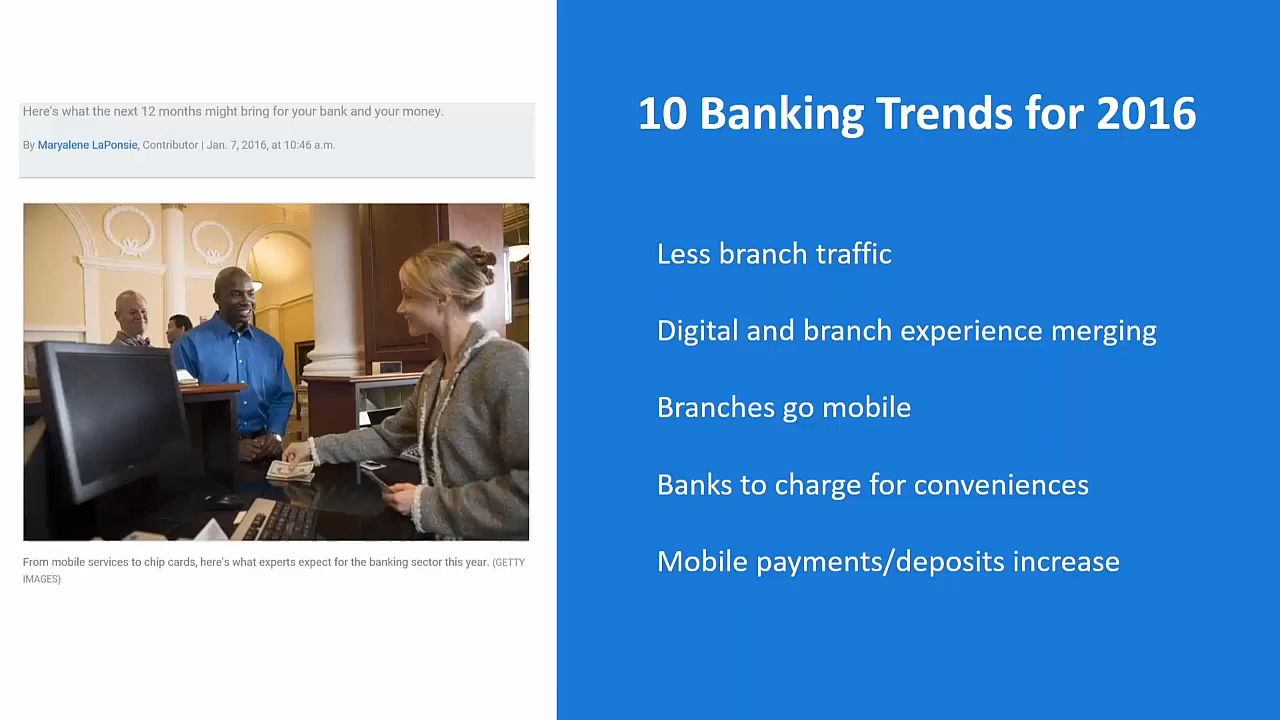 Here's what the next 12 months might bring for your bank and your money.
By Maryalene LaPonsie, Contributor | Jan. 7, 2016, at 10:46 a.m.
From mobile services to chip cards, here's what experts expect for the banking sector this year. (GETTY
IMAGES)
10 Banking Trends for 2016
Less branch traffic
Digital and branch experience merging
Branches go mobile
Banks to charge for conveniences
Mobile payments/deposits increase